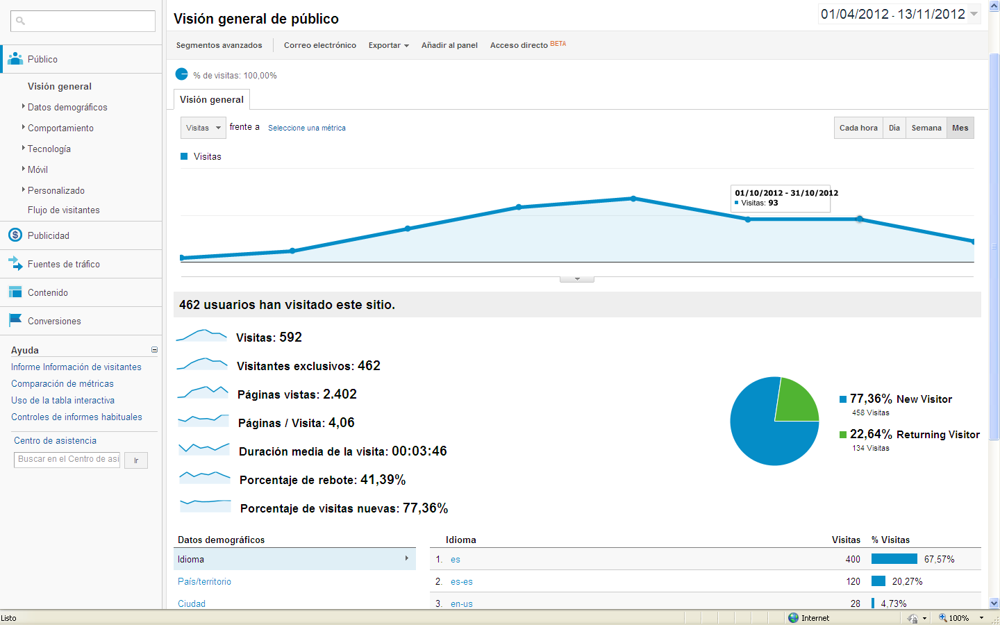 Visión general de público
01/04/2012 - 13/11/2012
Segmentos avanzados
Correo electrónico
Exportar
Añadir al panel
Acceso directo BETA
Público
Visión general
Datos demográficos
Comportamiento
Tecnología
Móvil
Personalizado
Flujo de visitantes
Publicidad
Fuentes de tráfico
Contenido
Conversiones
Ayuda
Informe Información de visitantes
Comparación de métricas
Uso de la tabla interactiva
Controles de informes habituales
Centro de asistencia
Buscar en el Centro de asi
Ir
% de visitas: 100,00%
Visión general
Visitas frente a Seleccione una métrica
Cada hora Día Semana Mes
Visitas
01/10/2012 - 31/10/2012
Visitas: 93
462 usuarios han visitado este sitio.
Visitas: 592
Visitantes exclusivos: 462
Páginas vistas: 2.402
Páginas / Visita: 4,06
Duración media de la visita: 00:03:46
Porcentaje de rebote: 41,39%
Porcentaje de visitas nuevas: 77,36%
77,36% New Visitor
458 Visitas
22,64% Returning Visitor
134 Visitas
Datos demográficos
Idioma
País/territorio
Ciudad
Idioma Visitas % Visitas
1. es 400 67,57%
2. es-es 120 20,27%
3. en-us 28 4,73%
Listo
Internet
100%